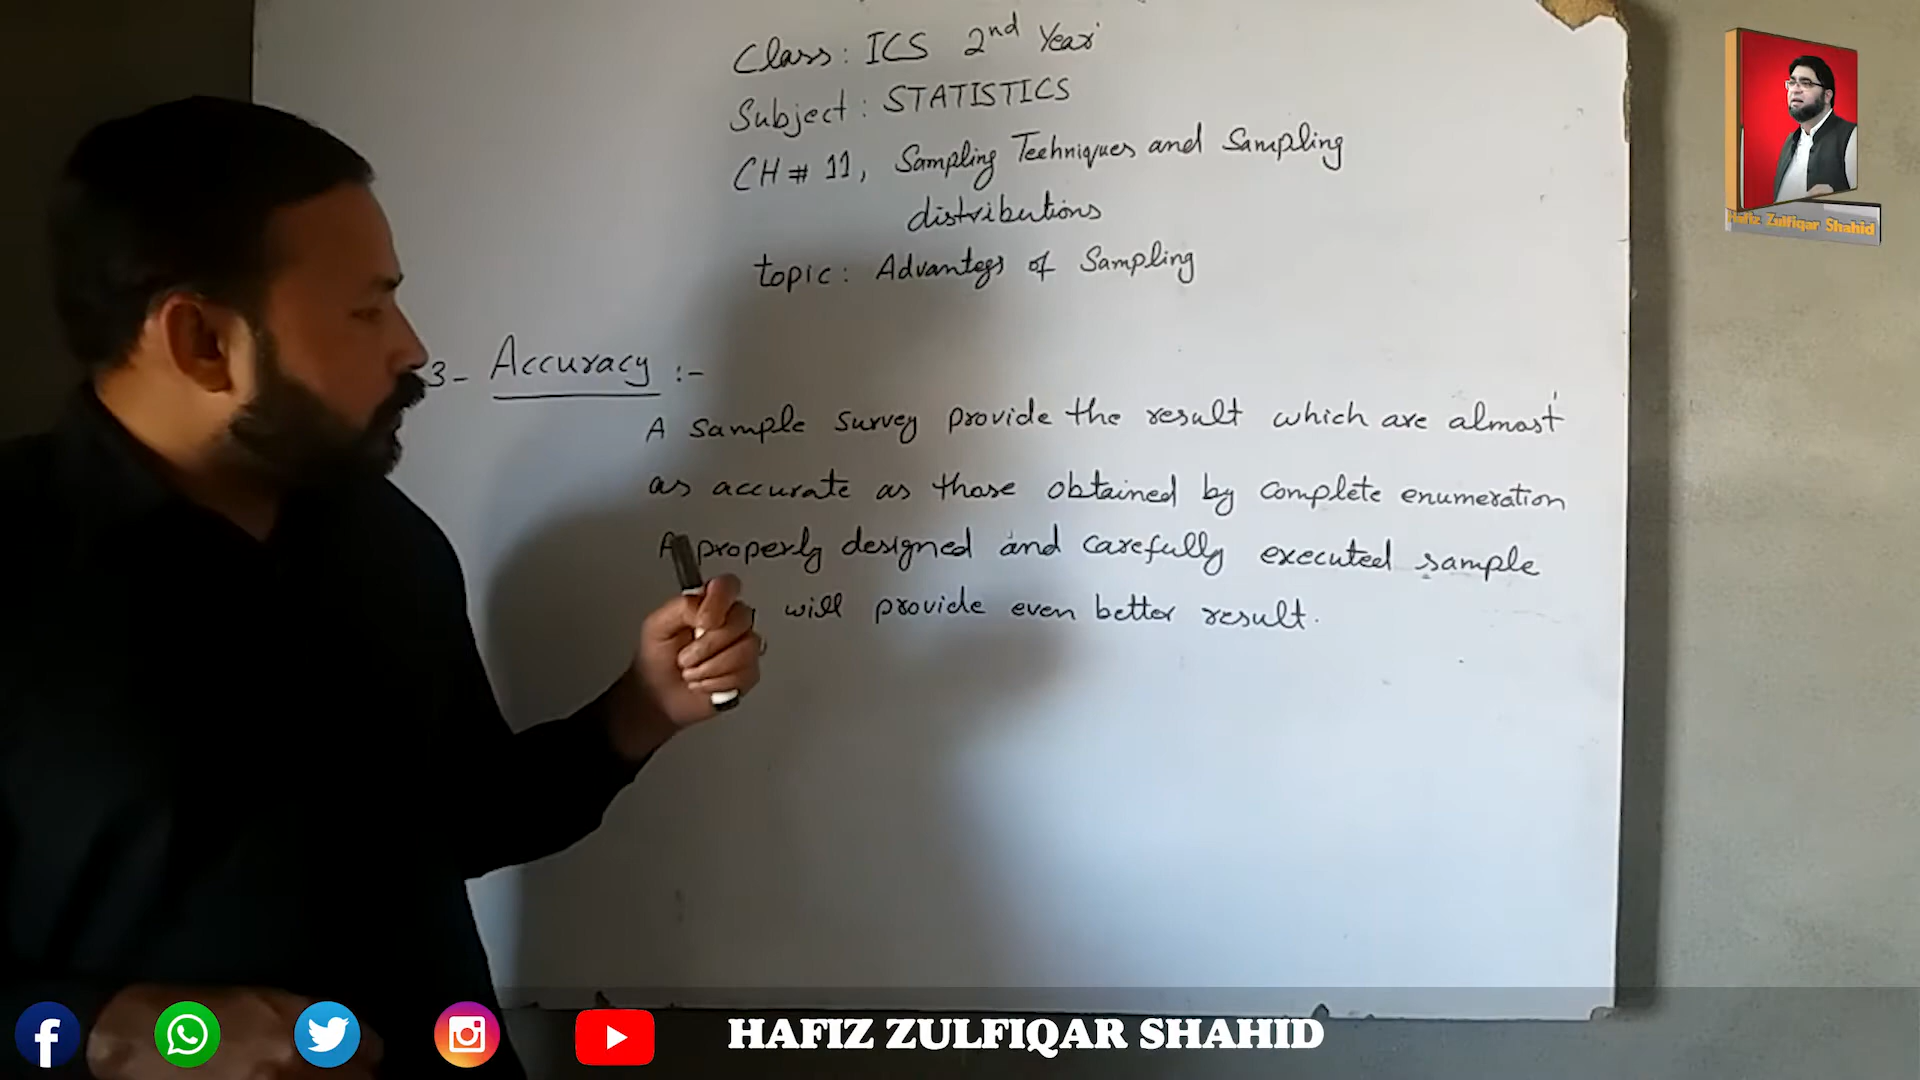 Class: ICS 2nd Year
Subject: STATISTICS
CH # 11, Sampling Techniques and Sampling
distributions
topic: Advantegs of Sampling
3- Accuracy :-
A sample survey provide the result which are almost
as accurate as those obtained by complete enumeration
A properly designed and carefully executed sample
will provide even better result.
Hafiz Zulfiqar Shahid
HAFIZ ZULFIQAR SHAHID